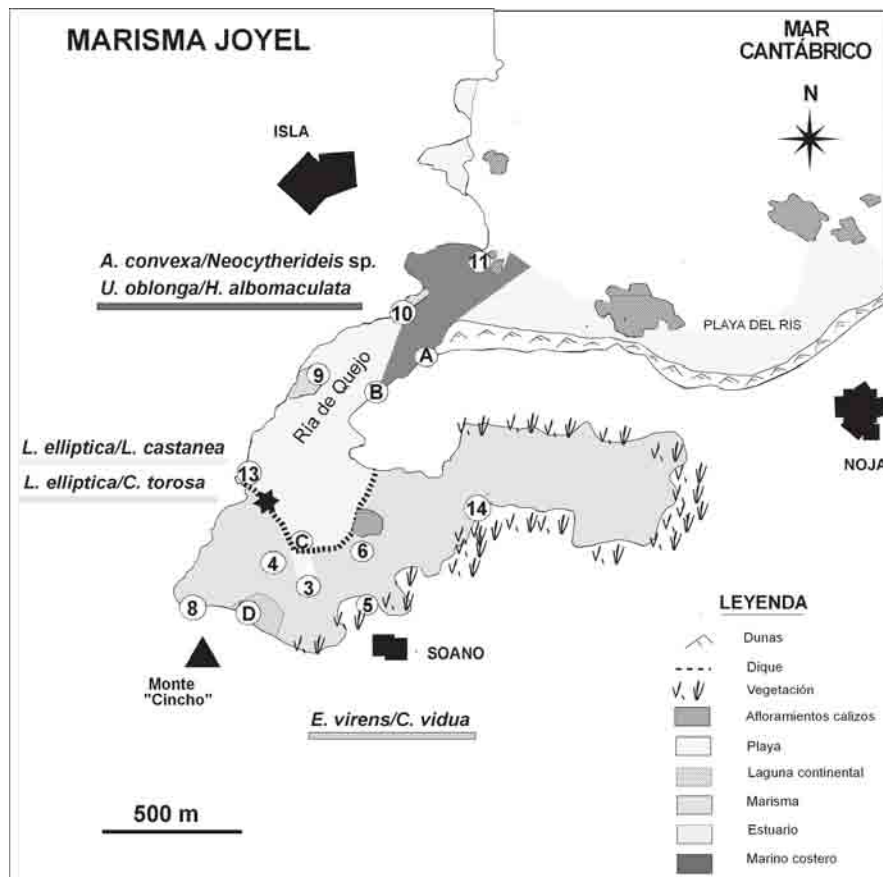 MARISMA JOYEL
MAR
CANTÁBRICO
N
ISLA
11
A. convexa/Neocytherideis sp.
U. oblonga/H. albomaculata
10
PLAYA DEL RIS
A
9
B
Ría de Quejo
NOJA
L. elliptica/L. castanea
13
L. elliptica/C. torosa
14
C
6
4
3
8
D
5
LEYENDA
SOANO
Dunas
Monte
"Cincho"
Dique
Vegetación
E. virens/C. vidua
Afloramientos calizos
Playa
Laguna continental
Marisma
500 m
Estuario
Marino costero